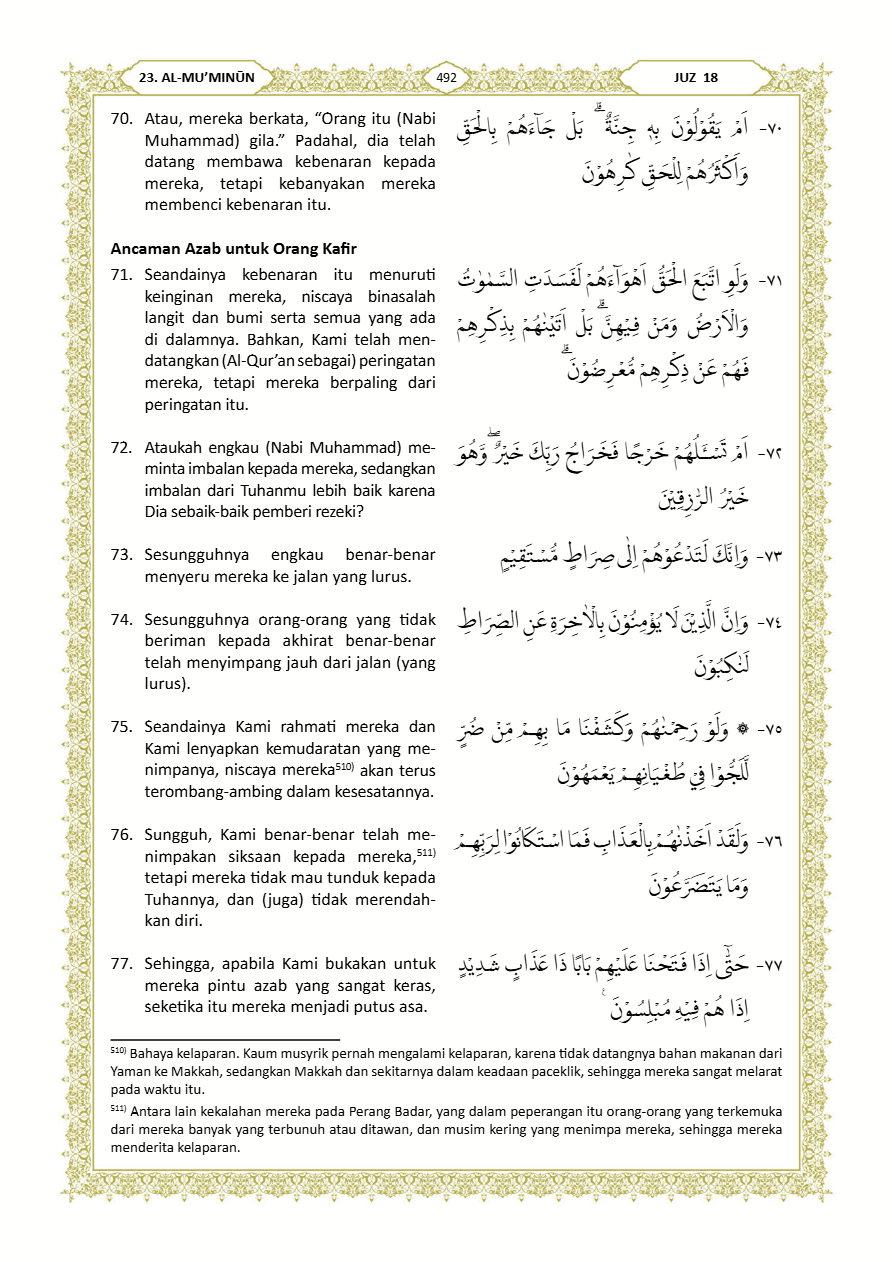 23. AL-MU’MINŪN
492
JUZ 18
70. Atau, mereka berkata, “Orang itu (Nabi
Muhammad) gila.” Padahal, dia telah
datang membawa kebenaran kepada
mereka, tetapi kebanyakan mereka
membenci kebenaran itu.
٧٠- اَمْ يَقُوْلُوْنَ بِهٖ جِنَّةٌ ۗ بَلْ جَاۤءَهُمْ بِالْحَقِّ
وَاَكْثَرُهُمْ لِلْحَقِّ كٰرِهُوْنَ
Ancaman Azab untuk Orang Kafir
71. Seandainya kebenaran itu menuruti
keinginan mereka, niscaya binasalah
langit dan bumi serta semua yang ada
di dalamnya. Bahkan, Kami telah men-
datangkan (Al-Qur’an sebagai) peringatan
mereka, tetapi mereka berpaling dari
peringatan itu.
٧١- وَلَوِ اتَّبَعَ الْحَقُّ اَهْوَاۤءَهُمْ لَفَسَدَتِ السَّمٰوٰتُ
وَالْاَرْضُ وَمَنْ فِيْهِنَّۗ بَلْ اَتَيْنٰهُمْ بِذِكْرِهِمْ
فَهُمْ عَنْ ذِكْرِهِمْ مُّعْرِضُوْنَۗ
72. Ataukah engkau (Nabi Muhammad) me-
minta imbalan kepada mereka, sedangkan
imbalan dari Tuhanmu lebih baik karena
Dia sebaik-baik pemberi rezeki?
٧٢- اَمْ تَسْـَٔلُهُمْ خَرْجًا فَخَرَاجُ رَبِّكَ خَيْرٌ ۖوَّهُوَ
خَيْرُ الرّٰزِقِيْنَ
73. Sesungguhnya engkau benar-benar
menyeru mereka ke jalan yang lurus.
٧٣- وَاِنَّكَ لَتَدْعُوْهُمْ اِلٰى صِرَاطٍ مُّسْتَقِيْمٍ
74. Sesungguhnya orang-orang yang tidak
beriman kepada akhirat benar-benar
telah menyimpang jauh dari jalan (yang
lurus).
٧٤- وَاِنَّ الَّذِيْنَ لَا يُؤْمِنُوْنَ بِالْاٰخِرَةِ عَنِ الصِّرَاطِ
لَنٰكِبُوْنَ
75. Seandainya Kami rahmati mereka dan
Kami lenyapkan kemudaratan yang me-
nimpanya, niscaya mereka⁵¹⁰⁾ akan terus
terombang-ambing dalam kesesatannya.
٧٥- ۞ وَلَوْ رَحِمْنٰهُمْ وَكَشَفْنَا مَا بِهِمْ مِّنْ ضُرٍّ
لَّلَجُّوْا فِيْ طُغْيَانِهِمْ يَعْمَهُوْنَ
76. Sungguh, Kami benar-benar telah me-
nimpakan siksaan kepada mereka,⁵¹¹⁾
tetapi mereka tidak mau tunduk kepada
Tuhannya, dan (juga) tidak merendah-
kan diri.
٧٦- وَلَقَدْ اَخَذْنٰهُمْ بِالْعَذَابِ فَمَا اسْتَكَانُوْا لِرَبِّهِمْ
وَمَا يَتَضَرَّعُوْنَ
77. Sehingga, apabila Kami bukakan untuk
mereka pintu azab yang sangat keras,
seketika itu mereka menjadi putus asa.
٧٧- حَتّٰٓى اِذَا فَتَحْنَا عَلَيْهِمْ بَابًا ذَا عَذَابٍ شَدِيْدٍ
اِذَا هُمْ فِيْهِ مُبْلِسُوْنَ ࣖ
⁵¹⁰⁾ Bahaya kelaparan. Kaum musyrik pernah mengalami kelaparan, karena tidak datangnya bahan makanan dari
Yaman ke Makkah, sedangkan Makkah dan sekitarnya dalam keadaan paceklik, sehingga mereka sangat melarat
pada waktu itu.
⁵¹¹⁾ Antara lain kekalahan mereka pada Perang Badar, yang dalam peperangan itu orang-orang yang terkemuka
dari mereka banyak yang terbunuh atau ditawan, dan musim kering yang menimpa mereka, sehingga mereka
menderita kelaparan.